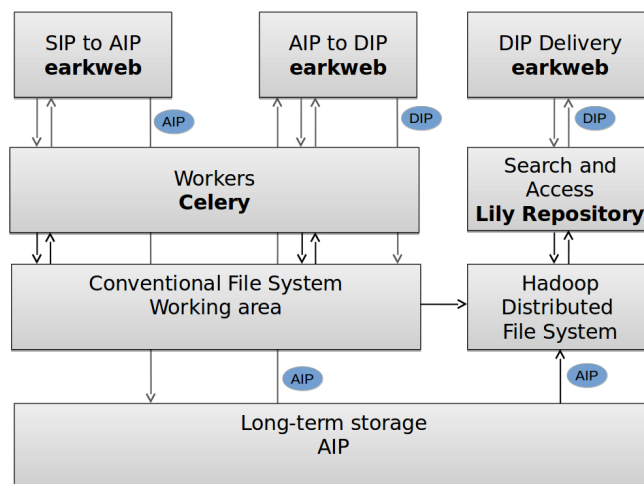 SIP to AIP
earkweb
AIP to DIP
earkweb
DIP Delivery
earkweb
AIP
DIP
DIP
Workers
Celery
Search and
Access
Lily Repository
Conventional File System
Working area
Hadoop
Distributed
File System
AIP
AIP
Long-term storage
AIP